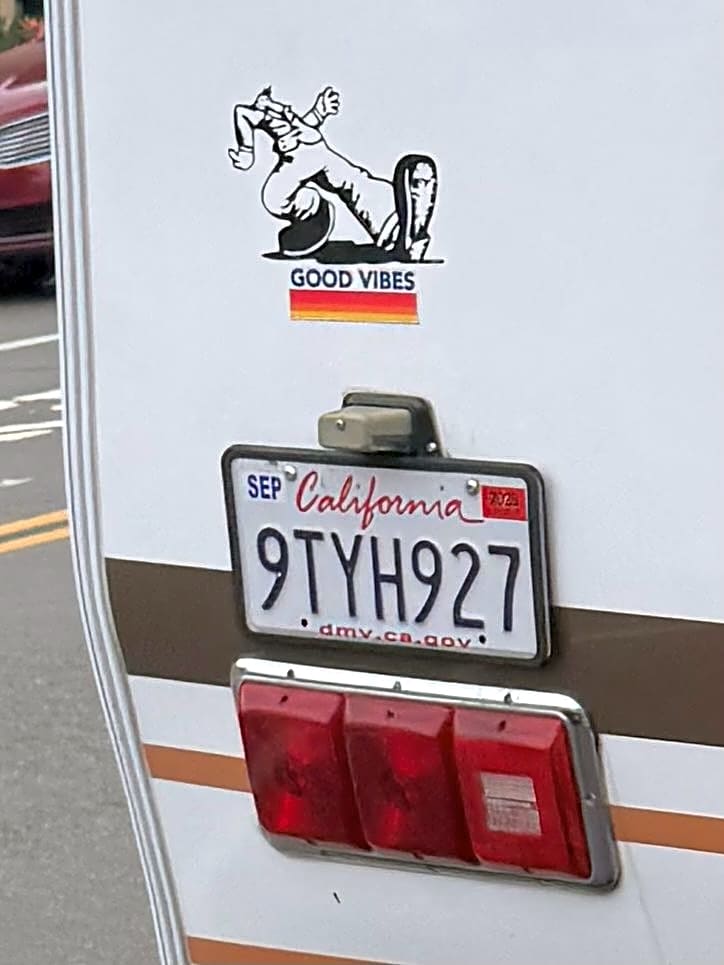 GOOD VIBES
SEP California
9TYH927
dmv.ca.gov